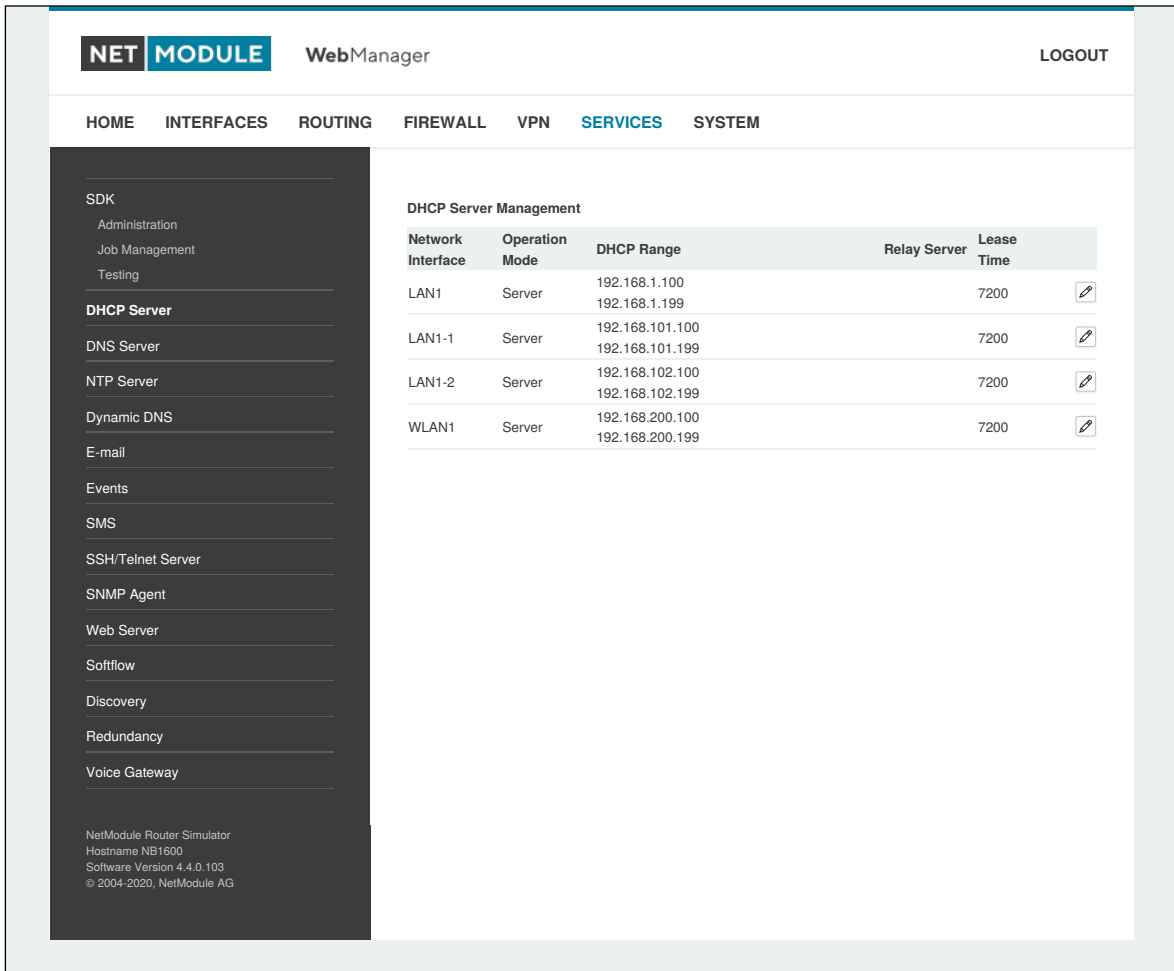 NET MODULE WebManager LOGOUT
HOME INTERFACES ROUTING FIREWALL VPN SERVICES SYSTEM
SDK
Administration
Job Management
Testing
DHCP Server
DNS Server
NTP Server
Dynamic DNS
E-mail
Events
SMS
SSH/Telnet Server
SNMP Agent
Web Server
Softflow
Discovery
Redundancy
Voice Gateway
NetModule Router Simulator
Hostname NB1600
Software Version 4.4.0.103
© 2004-2020, NetModule AG
DHCP Server Management
Network Interface Operation Mode DHCP Range Relay Server Lease Time
LAN1 Server 192.168.1.100 7200
192.168.1.199
LAN1-1 Server 192.168.101.100 7200
192.168.101.199
LAN1-2 Server 192.168.102.100 7200
192.168.102.199
WLAN1 Server 192.168.200.100 7200
192.168.200.199